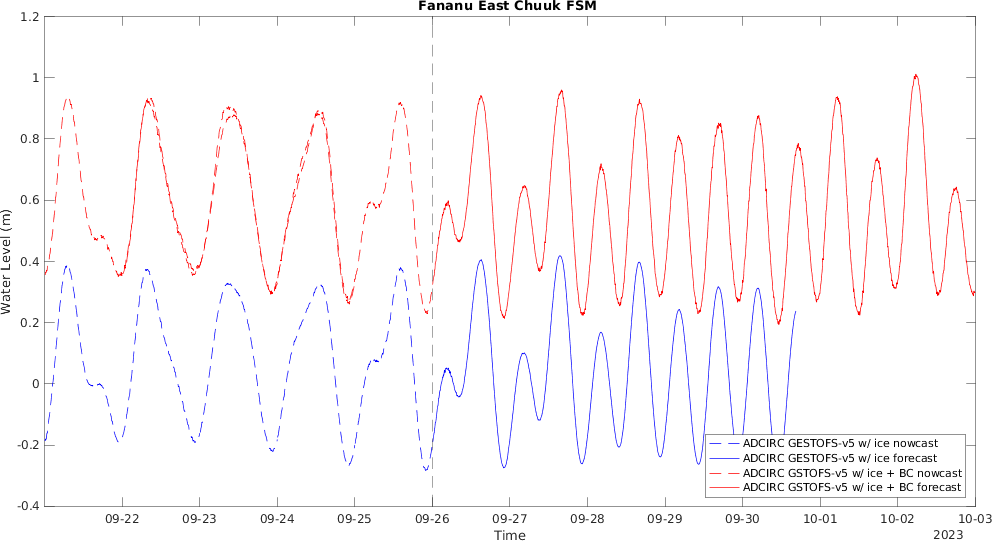 Fananu East Chuuk FSM
1.2
1
0.8
0.6
0.4
0.2
0
-0.2
-0.4
Water Level (m)
ADCIRC GESTOFS-v5 w/ ice nowcast
ADCIRC GESTOFS-v5 w/ ice forecast
ADCIRC GSTOFS-v5 w/ ice + BC nowcast
ADCIRC GSTOFS-v5 w/ ice + BC forecast
09-22 09-23 09-24 09-25 09-26 09-27 09-28 09-29 09-30 10-01 10-02 10-03
Time
2023